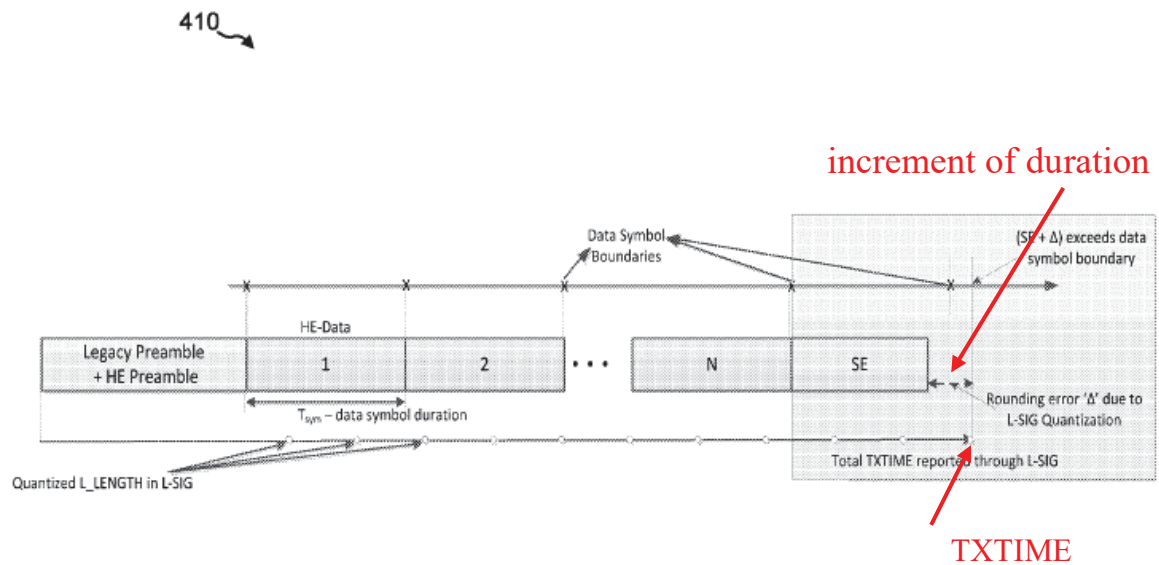 410
increment of duration
Data Symbol
Boundaries
(SE + Δ) exceeds data
symbol boundary
X X X X X
HE-Data
Legacy Preamble
+ HE Preamble
1
2
• • •
N
SE
Tsym – data symbol duration
Rounding error 'Δ' due to
L-SIG Quantization
Total TXTIME reported through L-SIG
Quantized L_LENGTH in L-SIG
TXTIME